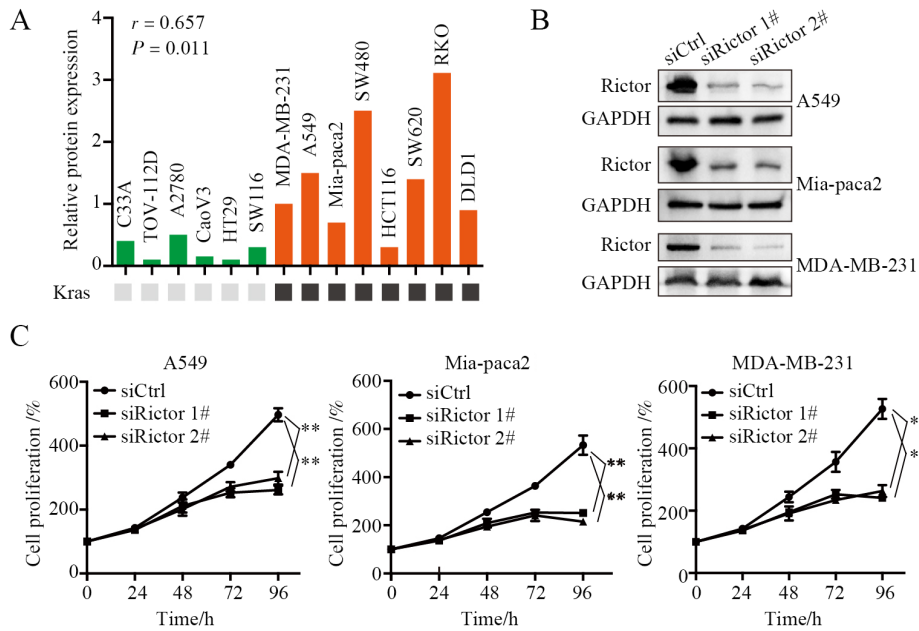 A
r = 0.657
P = 0.011
Relative protein expression
4
3
2
1
0
C33A
TOV-112D
A2780
CaoV3
HT29
SW116
MDA-MB-231
A549
Mia-paca2
SW480
HCT116
SW620
RKO
DLD1
Kras
B
siCtrl
siRictor 1#
siRictor 2#
Rictor
GAPDH
A549
Rictor
GAPDH
Mia-paca2
Rictor
GAPDH
MDA-MB-231
C
A549
Cell proliferation /%
600
400
200
0
siCtrl
siRictor 1#
siRictor 2#
**
**
0 24 48 72 96
Time/h
Mia-paca2
Cell proliferation /%
800
600
400
200
0
siCtrl
siRictor 1#
siRictor 2#
**
**
0 24 48 72 96
Time/h
MDA-MB-231
Cell proliferation /%
600
400
200
0
siCtrl
siRictor 1#
siRictor 2#
*
*
0 24 48 72 96
Time/h